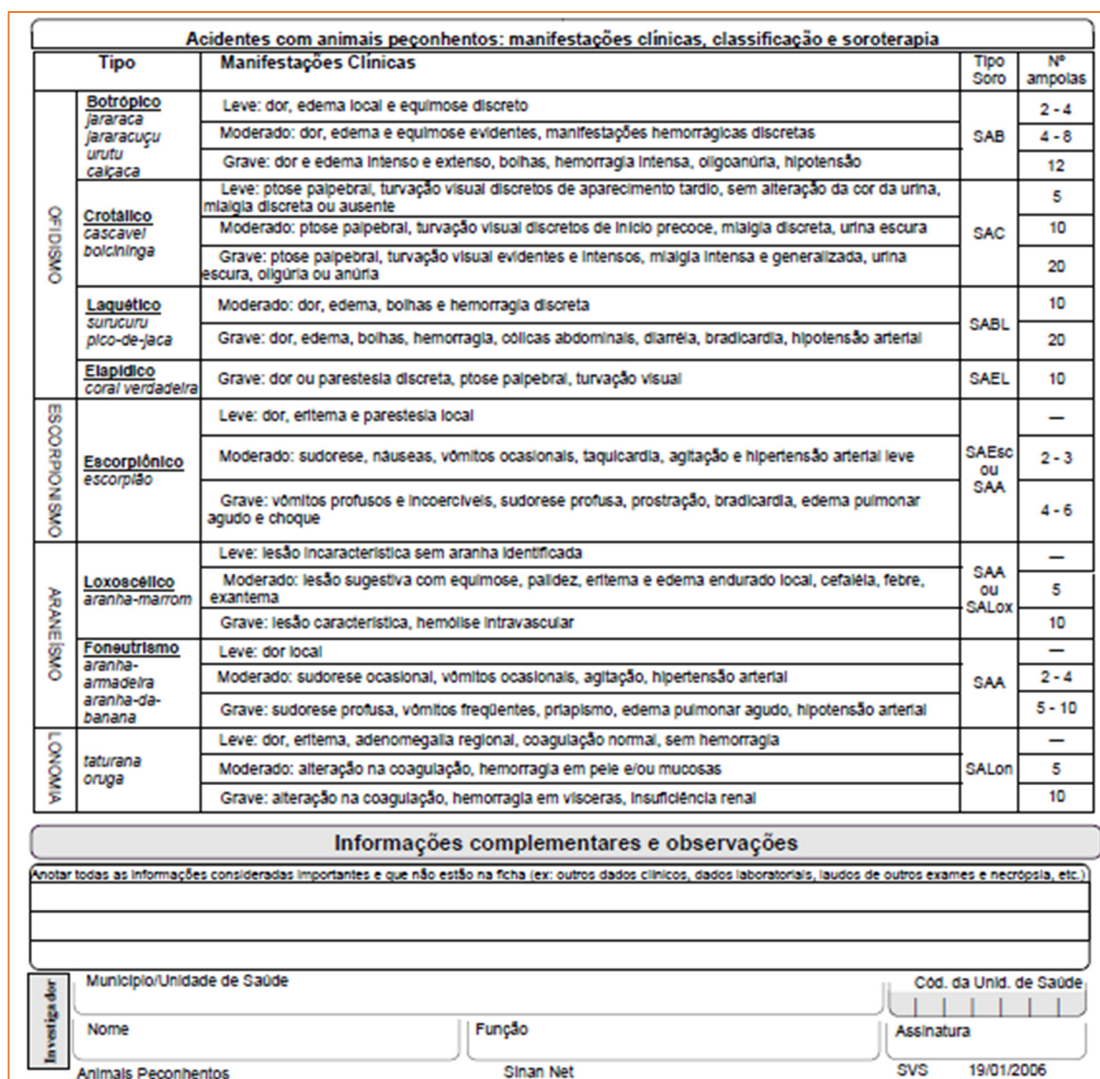 Acidentes com animais peçonhentos: manifestações clínicas, classificação e soroterapia
Tipo
Manifestações Clínicas
Tipo
Soro
Nº
ampolas
OFIDISMO
Botrópico
jararaca
jararacuçu
urutu
caiçaca
Leve: dor, edema local e equimose discreto
2 - 4
Moderado: dor, edema e equimose evidentes, manifestações hemorrágicas discretas
SAB
4 - 8
Grave: dor e edema intenso e extenso, bolhas, hemorragia intensa, oligoanúria, hipotensão
12
Crotálico
cascavel
boicininga
Leve: ptose palpebral, turvação visual discretos de aparecimento tardio, sem alteração da cor da urina,
mialgia discreta ou ausente
5
Moderado: ptose palpebral, turvação visual discretos de início precoce, mialgia discreta, urina escura
SAC
10
Grave: ptose palpebral, turvação visual evidentes e intensos, mialgia intensa e generalizada, urina
escura, oligúria ou anúria
20
Laquético
surucuru
pico-de-jaca
Moderado: dor, edema, bolhas e hemorragia discreta
10
SABL
Grave: dor, edema, bolhas, hemorragia, cólicas abdominais, diarréia, bradicardia, hipotensão arterial
20
Elapídico
coral verdadeira
Grave: dor ou parestesia discreta, ptose palpebral, turvação visual
SAEL
10
ESCORPIONISMO
Escorpiônico
escorpião
Leve: dor, eritema e parestesia local
—
Moderado: sudorese, náuseas, vômitos ocasionais, taquicardia, agitação e hipertensão arterial leve
SAEsc
ou
SAA
2 - 3
Grave: vômitos profusos e incoercíveis, sudorese profusa, prostração, bradicardia, edema pulmonar
agudo e choque
4 - 6
ARANEÍSMO
Loxoscélico
aranha-marrom
Leve: lesão incaracterística sem aranha identificada
—
Moderado: lesão sugestiva com equimose, palidez, eritema e edema endurado local, cefaléia, febre,
exantema
SAA
ou
SALox
5
Grave: lesão característica, hemólise intravascular
10
Foneutrismo
aranha-
armadeira
aranha-da-
banana
Leve: dor local
—
Moderado: sudorese ocasional, vômitos ocasionais, agitação, hipertensão arterial
SAA
2 - 4
Grave: sudorese profusa, vômitos freqüentes, priapismo, edema pulmonar agudo, hipotensão arterial
5 - 10
LONOMIA
taturana
oruga
Leve: dor, eritema, adenomegalia regional, coagulação normal, sem hemorragia
—
Moderado: alteração na coagulação, hemorragia em pele e/ou mucosas
SALon
5
Grave: alteração na coagulação, hemorragia em vísceras, insuficiência renal
10
Informações complementares e observações
Anotar todas as informações consideradas importantes e que não estão na ficha (ex: outros dados clínicos, dados laboratoriais, laudos de outros exames e necrópsia, etc.)
Investigador
Município/Unidade de Saúde
Cód. da Unid. de Saúde
Nome
Função
Assinatura
Animais Peçonhentos
Sinan Net
SVS
19/01/2006